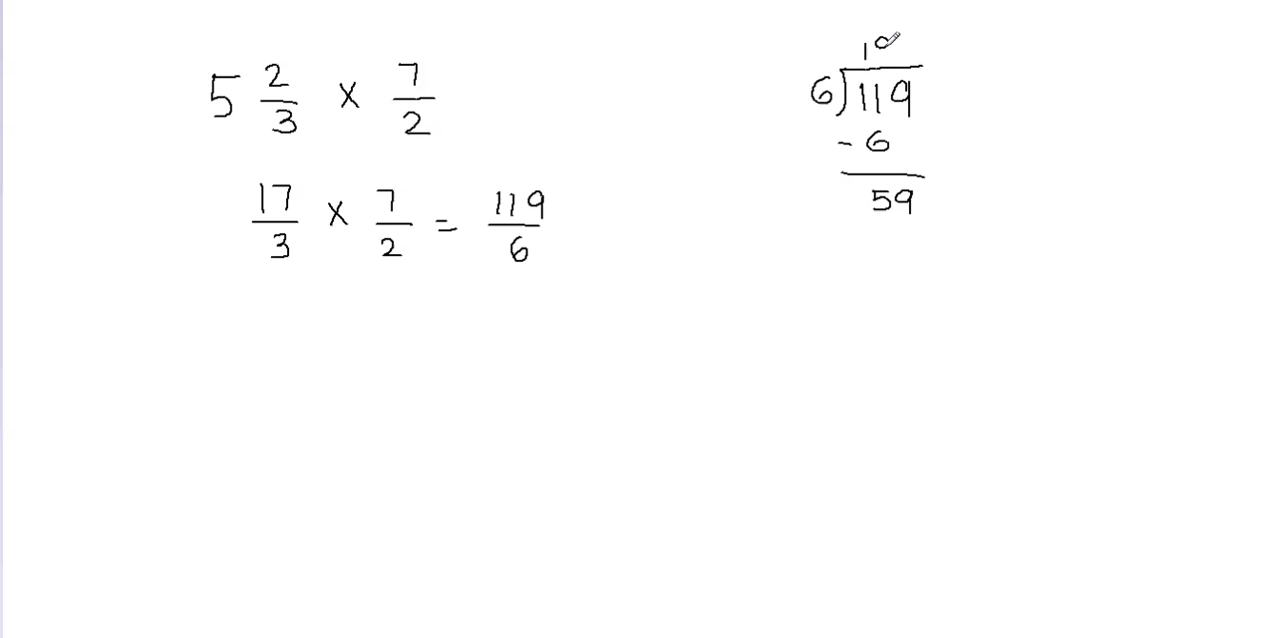 5 2/3 × 7/2
17/3 × 7/2 = 119/6
1
6)119
- 6
59